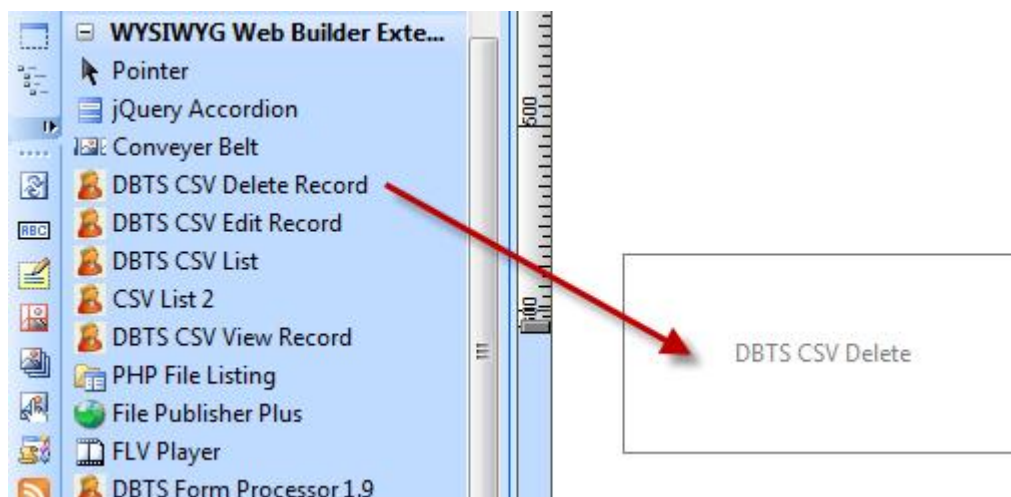 WYSIWYG Web Builder Exte...
Pointer
jQuery Accordion
Conveyer Belt
DBTS CSV Delete Record
DBTS CSV Edit Record
DBTS CSV List
CSV List 2
DBTS CSV View Record
PHP File Listing
File Publisher Plus
FLV Player
DBTS Form Processor 1.9
ABC
500
DBTS CSV Delete